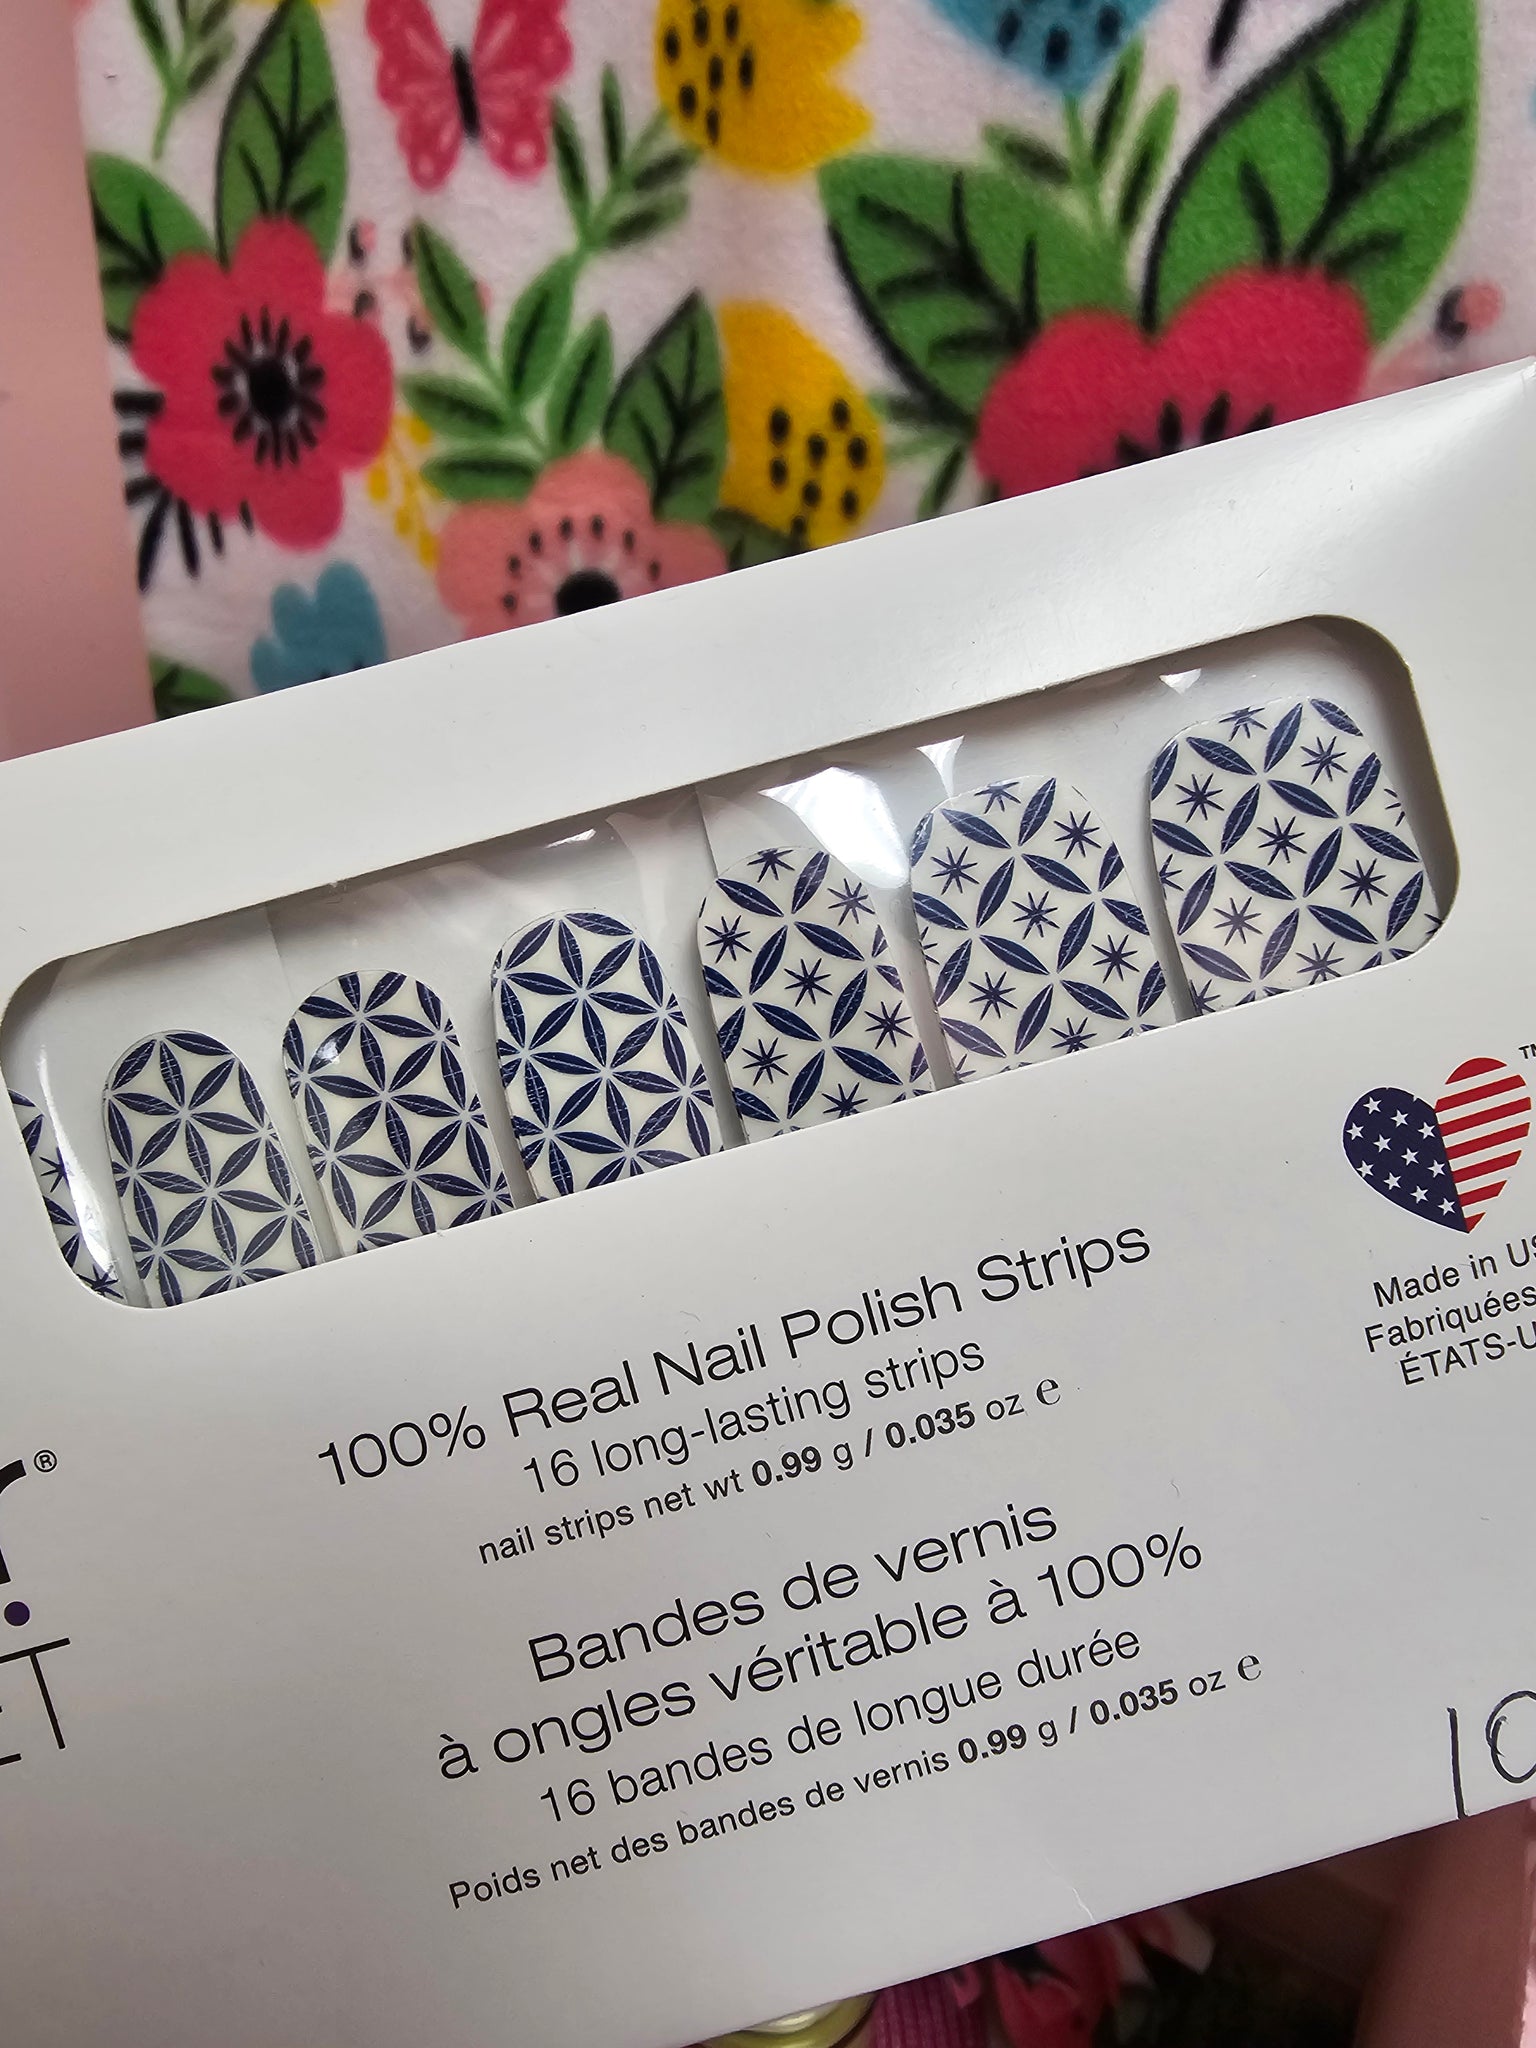 100% Real Nail Polish Strips
16 long-lasting strips
nail strips net wt 0.99 g / 0.035 oz ℮
Bandes de vernis
à ongles véritable à 100%
16 bandes de longue durée
Poids net des bandes de vernis 0.99 g / 0.035 oz ℮
™
Made in
Fabriquées
r®
10